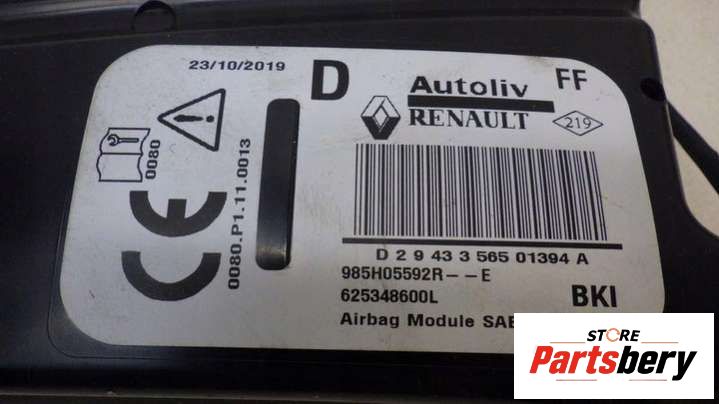 23/10/2019
D
Autoliv
FF
RENAULT
219
0080
0080.P1.11.0013
CE
D 2 9 43 3 565 01394 A
985H05592R--E
625348600L
BKI
Airbag Module
STORE
Partsbery